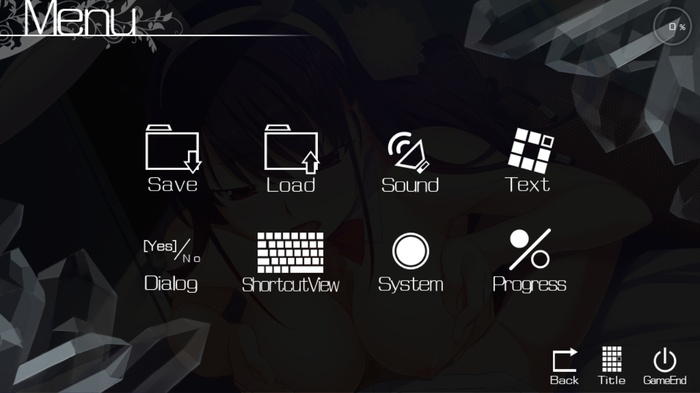 Menu
0 %
Save
Load
Sound
Text
[Yes]/No
Dialog
ShortcutView
System
Progress
Back
Title
GameEnd